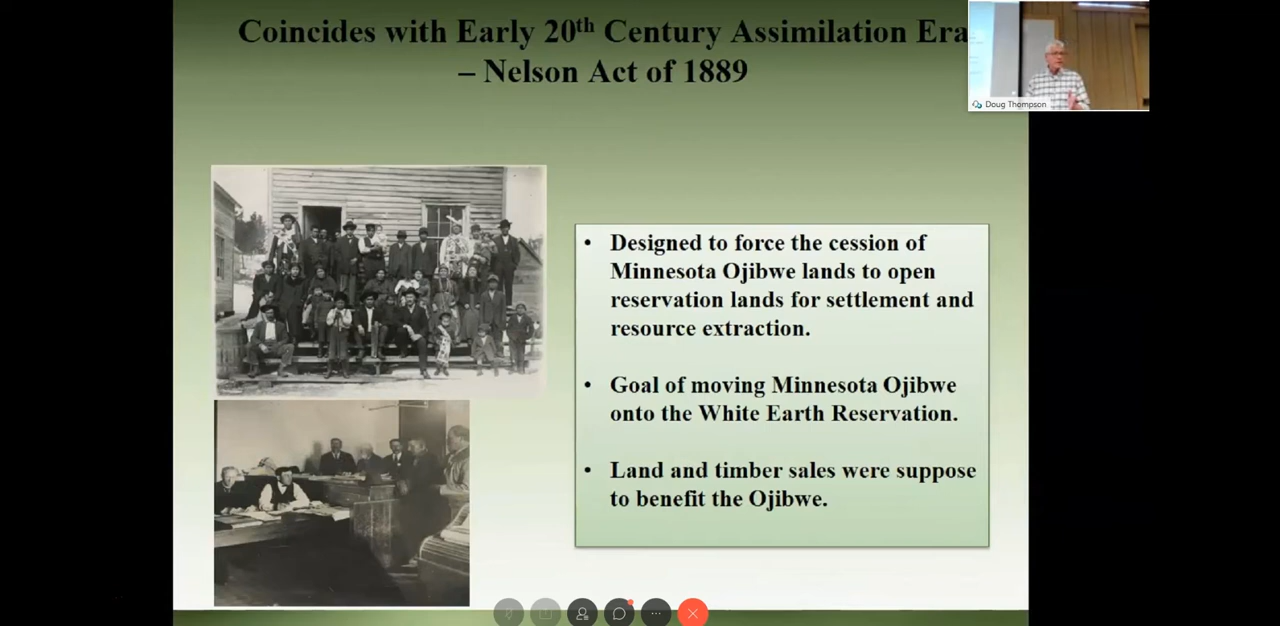 Coincides with Early 20th Century Assimilation Era
– Nelson Act of 1889
Doug Thompson
• Designed to force the cession of
Minnesota Ojibwe lands to open
reservation lands for settlement and
resource extraction.
• Goal of moving Minnesota Ojibwe
onto the White Earth Reservation.
• Land and timber sales were suppose
to benefit the Ojibwe.